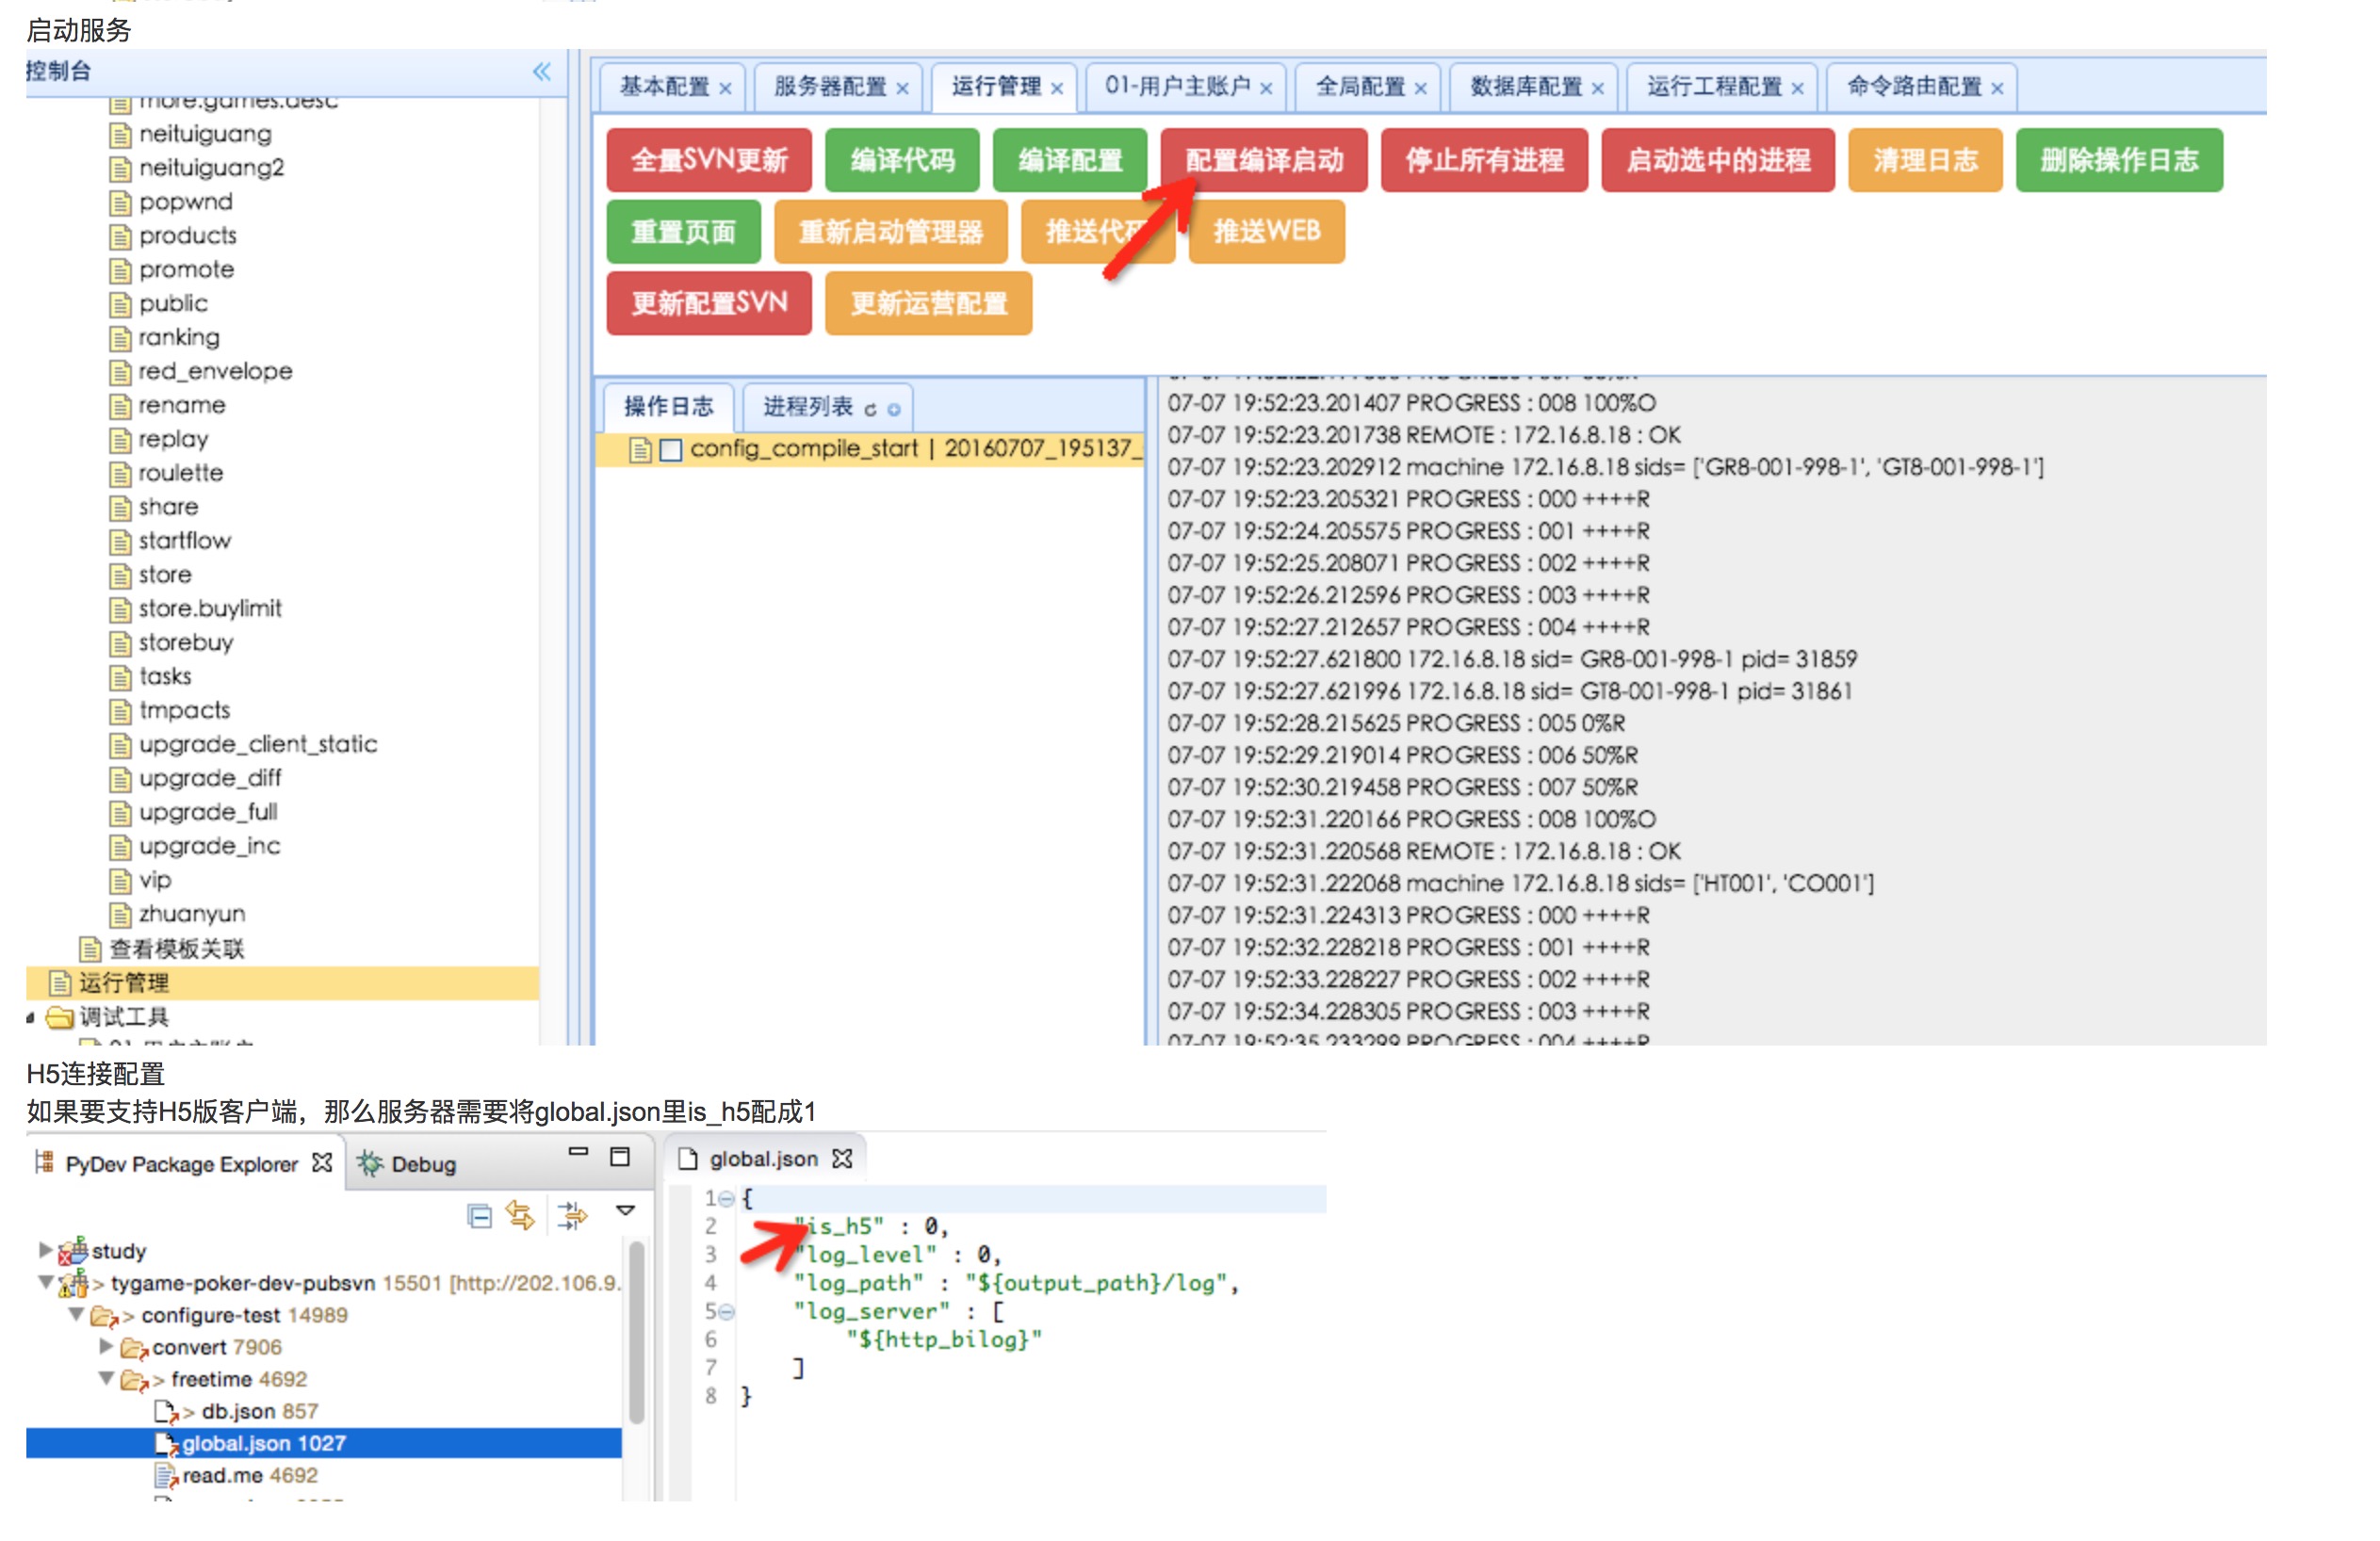 启动服务
控制台
more.games.desc
neituiguang
neituiguang2
popwnd
products
promote
public
ranking
red_envelope
rename
replay
roulette
share
startflow
store
store.buylimit
storebuy
tasks
tmpacts
upgrade_client_static
upgrade_diff
upgrade_full
upgrade_inc
vip
zhuanyun
查看模板关联
运行管理
调试工具
01-用户主账户
基本配置 服务器配置 运行管理 01-用户主账户 全局配置 数据库配置 运行工程配置 命令路由配置
全量SVN更新 编译代码 编译配置 配置编译启动 停止所有进程 启动选中的进程 清理日志 删除操作日志
重置页面 重新启动管理器 推送代码 推送WEB
更新配置SVN 更新运营配置
操作日志 进程列表
config_compile_start | 20160707_195137_
07-07 19:52:23.201407 PROGRESS : 008 100%O
07-07 19:52:23.201738 REMOTE : 172.16.8.18 : OK
07-07 19:52:23.202912 machine 172.16.8.18 sids= ['GR8-001-998-1', 'GT8-001-998-1']
07-07 19:52:23.205321 PROGRESS : 000 ++++R
07-07 19:52:24.205575 PROGRESS : 001 ++++R
07-07 19:52:25.208071 PROGRESS : 002 ++++R
07-07 19:52:26.212596 PROGRESS : 003 ++++R
07-07 19:52:27.212657 PROGRESS : 004 ++++R
07-07 19:52:27.621800 172.16.8.18 sid= GR8-001-998-1 pid= 31859
07-07 19:52:27.621996 172.16.8.18 sid= GT8-001-998-1 pid= 31861
07-07 19:52:28.215625 PROGRESS : 005 0%R
07-07 19:52:29.219014 PROGRESS : 006 50%R
07-07 19:52:30.219458 PROGRESS : 007 50%R
07-07 19:52:31.220166 PROGRESS : 008 100%O
07-07 19:52:31.220568 REMOTE : 172.16.8.18 : OK
07-07 19:52:31.222068 machine 172.16.8.18 sids= ['HT001', 'CO001']
07-07 19:52:31.224313 PROGRESS : 000 ++++R
07-07 19:52:32.228218 PROGRESS : 001 ++++R
07-07 19:52:33.228227 PROGRESS : 002 ++++R
07-07 19:52:34.228305 PROGRESS : 003 ++++R
07-07 19:52:35.233299 PROGRESS : 004 ++++R
H5连接配置
如果要支持H5版客户端，那么服务器需要将global.json里is_h5配成1
PyDev Package Explorer Debug
study
> tygame-poker-dev-pubsvn 15501 [http://202.106.9.
> configure-test 14989
convert 7906
> freetime 4692
> db.json 857
global.json 1027
read.me 4692
global.json
1 {
2 "is_h5" : 0,
3 "log_level" : 0,
4 "log_path" : "${output_path}/log",
5 "log_server" : [
6 "${http_bilog}"
7 ]
8 }